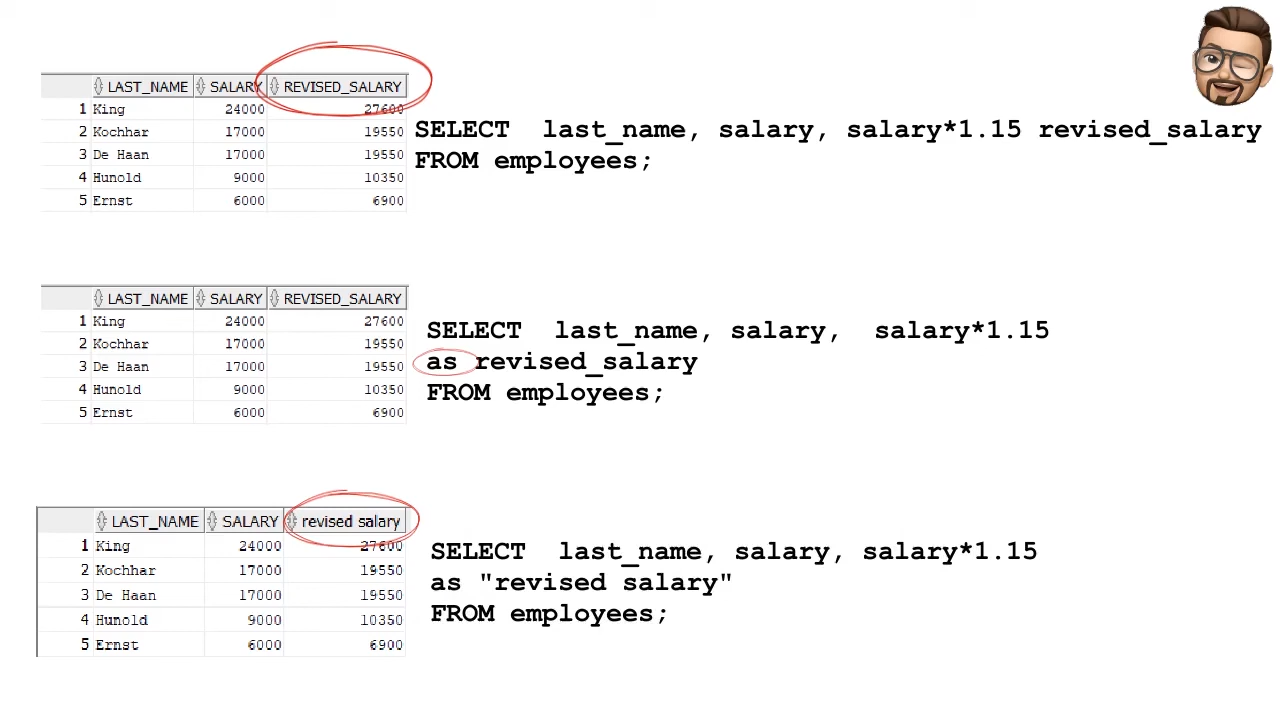 LAST_NAME SALARY REVISED_SALARY
1 King 24000 27600
2 Kochhar 17000 19550
3 De Haan 17000 19550
4 Hunold 9000 10350
5 Ernst 6000 6900
SELECT last_name, salary, salary*1.15 revised_salary
FROM employees;
LAST_NAME SALARY REVISED_SALARY
1 King 24000 27600
2 Kochhar 17000 19550
3 De Haan 17000 19550
4 Hunold 9000 10350
5 Ernst 6000 6900
SELECT last_name, salary, salary*1.15
as revised_salary
FROM employees;
LAST_NAME SALARY revised salary
1 King 24000 27600
2 Kochhar 17000 19550
3 De Haan 17000 19550
4 Hunold 9000 10350
5 Ernst 6000 6900
SELECT last_name, salary, salary*1.15
as "revised salary"
FROM employees;